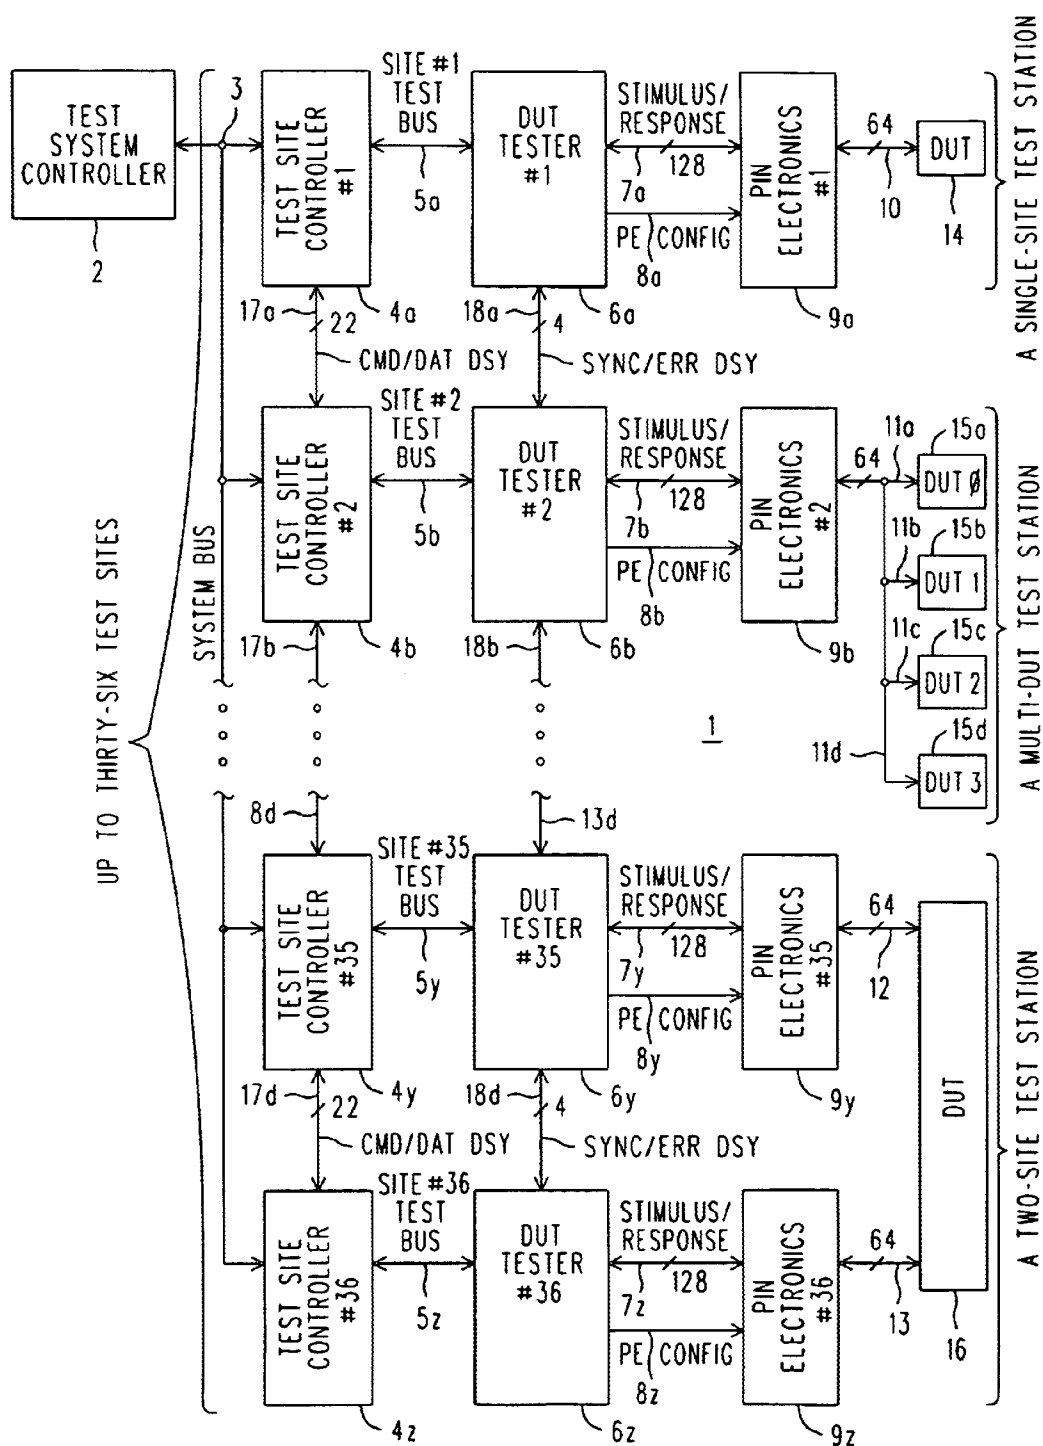 TEST
SYSTEM
CONTROLLER
2
3
TEST SITE
CONTROLLER
#1
SITE #1
TEST
BUS
5a
DUT
TESTER
#1
STIMULUS/
RESPONSE
7a
128
PE CONFIG
8a
PIN
ELECTRONICS
#1
64
10
DUT
14
A SINGLE-SITE TEST STATION
17a
22
4a
18a
4
6a
9a
CMD/DAT DSY
SYNC/ERR DSY
UP TO THIRTY-SIX TEST SITES
SYSTEM BUS
TEST SITE
CONTROLLER
#2
SITE #2
TEST
BUS
5b
DUT
TESTER
#2
STIMULUS/
RESPONSE
7b
128
PE CONFIG
8b
PIN
ELECTRONICS
#2
64
11a
15a
DUT 0
11b
15b
DUT 1
11c
15c
DUT 2
11d
15d
DUT 3
A MULTI-DUT TEST STATION
17b
4b
18b
6b
9b
1
8d
13d
TEST SITE
CONTROLLER
#35
SITE #35
TEST
BUS
5y
DUT
TESTER
#35
STIMULUS/
RESPONSE
7y
128
PE CONFIG
8y
PIN
ELECTRONICS
#35
64
12
DUT
16
A TWO-SITE TEST STATION
17d
22
4y
18d
4
6y
9y
CMD/DAT DSY
SYNC/ERR DSY
TEST SITE
CONTROLLER
#36
SITE #36
TEST
BUS
5z
DUT
TESTER
#36
STIMULUS/
RESPONSE
7z
128
PE CONFIG
8z
PIN
ELECTRONICS
#36
64
13
4z
6z
9z